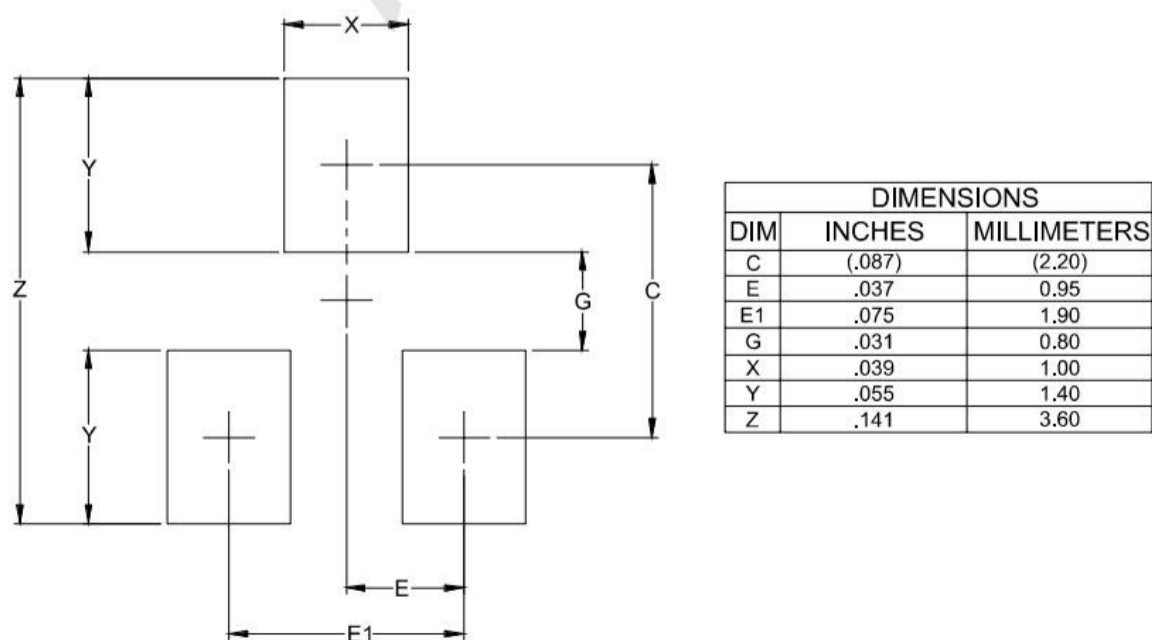 X
Y
Z
G
C
Y
E
E1
DIMENSIONS
DIM INCHES MILLIMETERS
C (.087) (2.20)
E .037 0.95
E1 .075 1.90
G .031 0.80
X .039 1.00
Y .055 1.40
Z .141 3.60